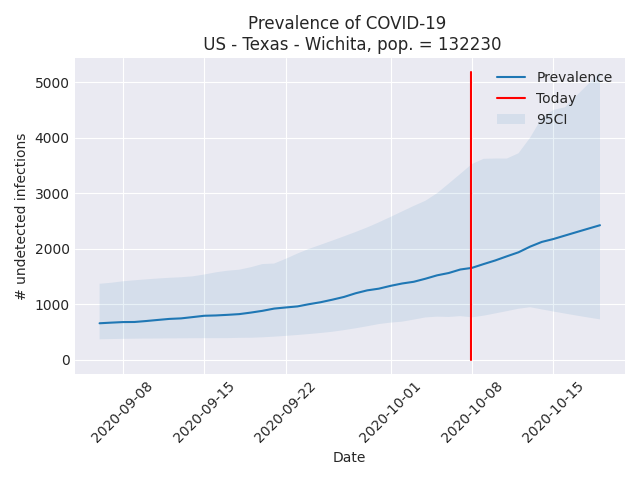 Prevalence of COVID-19
US - Texas - Wichita, pop. = 132230
Prevalence
Today
95CI
5000
4000
3000
2000
1000
0
# undetected infections
2020-09-08
2020-09-15
2020-09-22
2020-10-01
2020-10-08
2020-10-15
Date